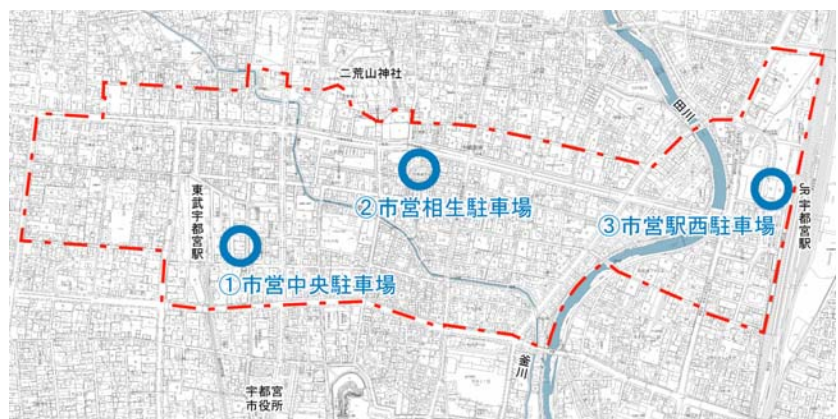 二荒山神社
田川
②市営相生駐車場
東武宇都宮駅
JR宇都宮駅
③市営駅西駐車場
①市営中央駐車場
釜川
宇都宮
市役所